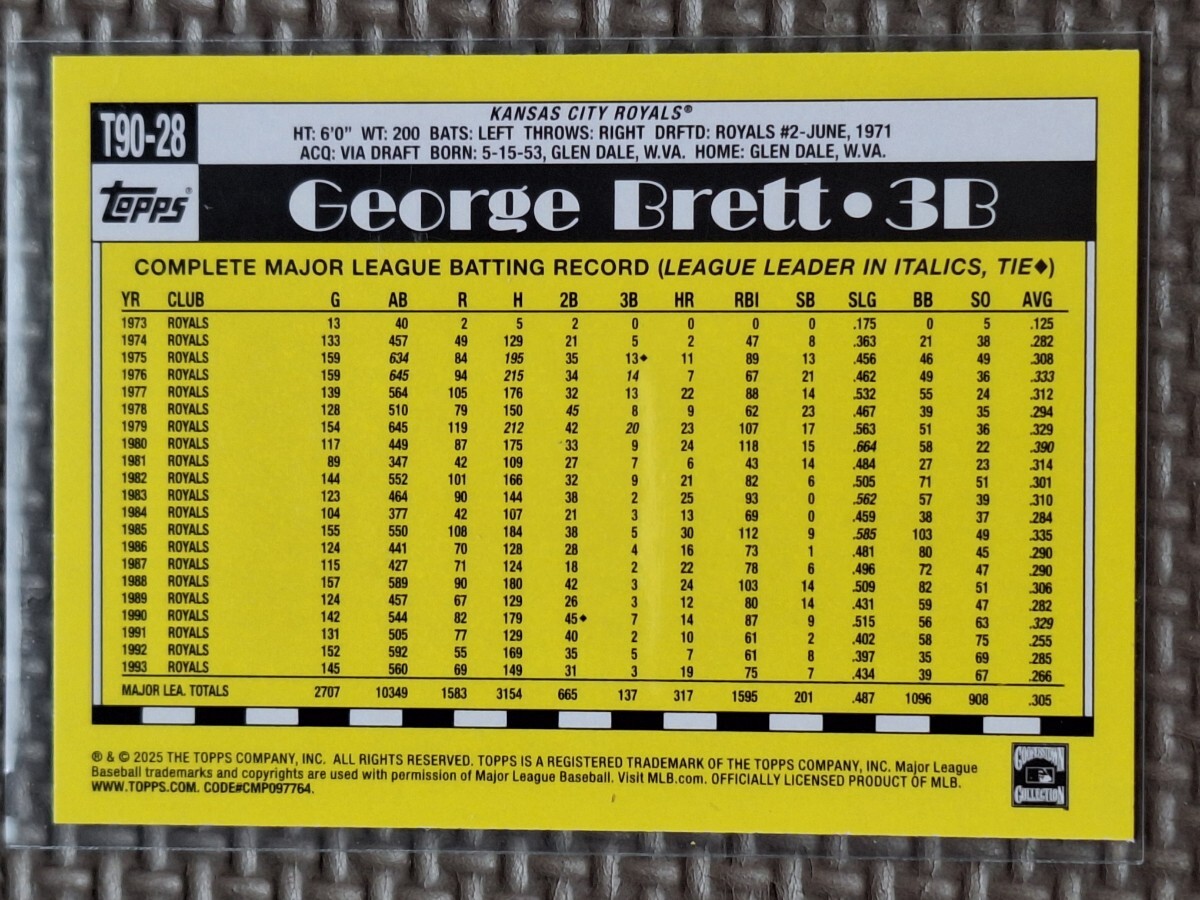 T90-28
KANSAS CITY ROYALS®
HT: 6'0" WT: 200 BATS: LEFT THROWS: RIGHT DRFTD: ROYALS #2-JUNE, 1971
ACQ: VIA DRAFT BORN: 5-15-53, GLEN DALE, W.VA. HOME: GLEN DALE, W.VA.
Topps®
George Brett • 3B
COMPLETE MAJOR LEAGUE BATTING RECORD (LEAGUE LEADER IN ITALICS, TIE◆)
YR CLUB G AB R H 2B 3B HR RBI SB SLG BB SO AVG
1973 ROYALS 13 40 2 5 2 0 0 0 0 .175 0 5 .125
1974 ROYALS 133 457 49 129 21 5 2 47 8 .363 21 38 .282
1975 ROYALS 159 634 84 195 35 13◆ 11 89 13 .456 46 49 .308
1976 ROYALS 159 645 94 215 34 14 7 67 21 .462 49 36 .333
1977 ROYALS 139 564 105 176 32 13 22 88 14 .532 55 24 .312
1978 ROYALS 128 510 79 150 45 8 9 62 23 .467 39 35 .294
1979 ROYALS 154 645 119 212 42 20 23 107 17 .563 51 36 .329
1980 ROYALS 117 449 87 175 33 9 24 118 15 .664 58 22 .390
1981 ROYALS 89 347 42 109 27 7 6 43 14 .484 27 23 .314
1982 ROYALS 144 552 101 166 32 9 21 82 6 .505 71 51 .301
1983 ROYALS 123 464 90 144 38 2 25 93 0 .562 57 39 .310
1984 ROYALS 104 377 42 107 21 3 13 69 0 .459 38 37 .284
1985 ROYALS 155 550 108 184 38 5 30 112 9 .585 103 49 .335
1986 ROYALS 124 441 70 128 28 4 16 73 1 .481 80 45 .290
1987 ROYALS 115 427 71 124 18 2 22 78 6 .496 72 47 .290
1988 ROYALS 157 589 90 180 42 3 24 103 14 .509 82 51 .306
1989 ROYALS 124 457 67 129 26 3 12 80 14 .431 59 47 .282
1990 ROYALS 142 544 82 179 45◆ 7 14 87 9 .515 56 63 .329
1991 ROYALS 131 505 77 129 40 2 10 61 2 .402 58 75 .255
1992 ROYALS 152 592 55 169 35 5 7 61 8 .397 35 69 .285
1993 ROYALS 145 560 69 149 31 3 19 75 7 .434 39 67 .266
MAJOR LEA. TOTALS 2707 10349 1583 3154 665 137 317 1595 201 .487 1096 908 .305
® & © 2025 THE TOPPS COMPANY, INC. ALL RIGHTS RESERVED. TOPPS IS A REGISTERED TRADEMARK OF THE TOPPS COMPANY, INC. Major League
Baseball trademarks and copyrights are used with permission of Major League Baseball. Visit MLB.com. OFFICIALLY LICENSED PRODUCT OF MLB.
WWW.TOPPS.COM. CODE#CMP097764.
COOPERSTOWN
COLLECTION